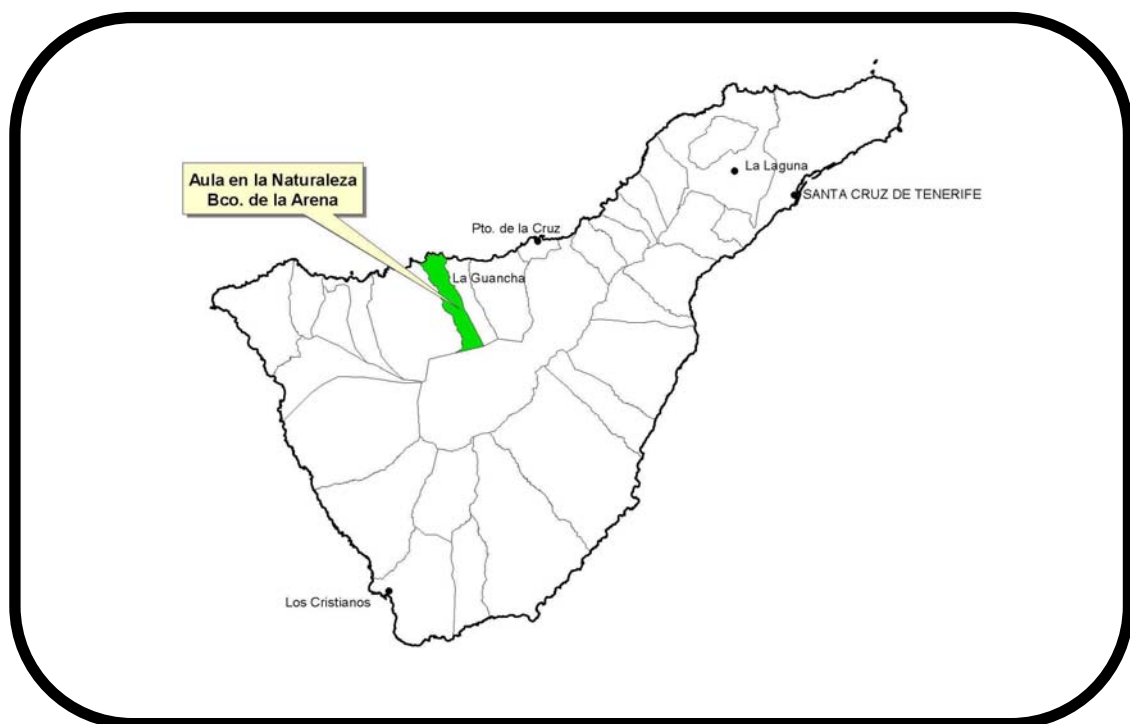 La Laguna
Aula en la Naturaleza
Bco. de la Arena
SANTA CRUZ DE TENERIFE
Pto. de la Cruz
La Guancha
Los Cristianos